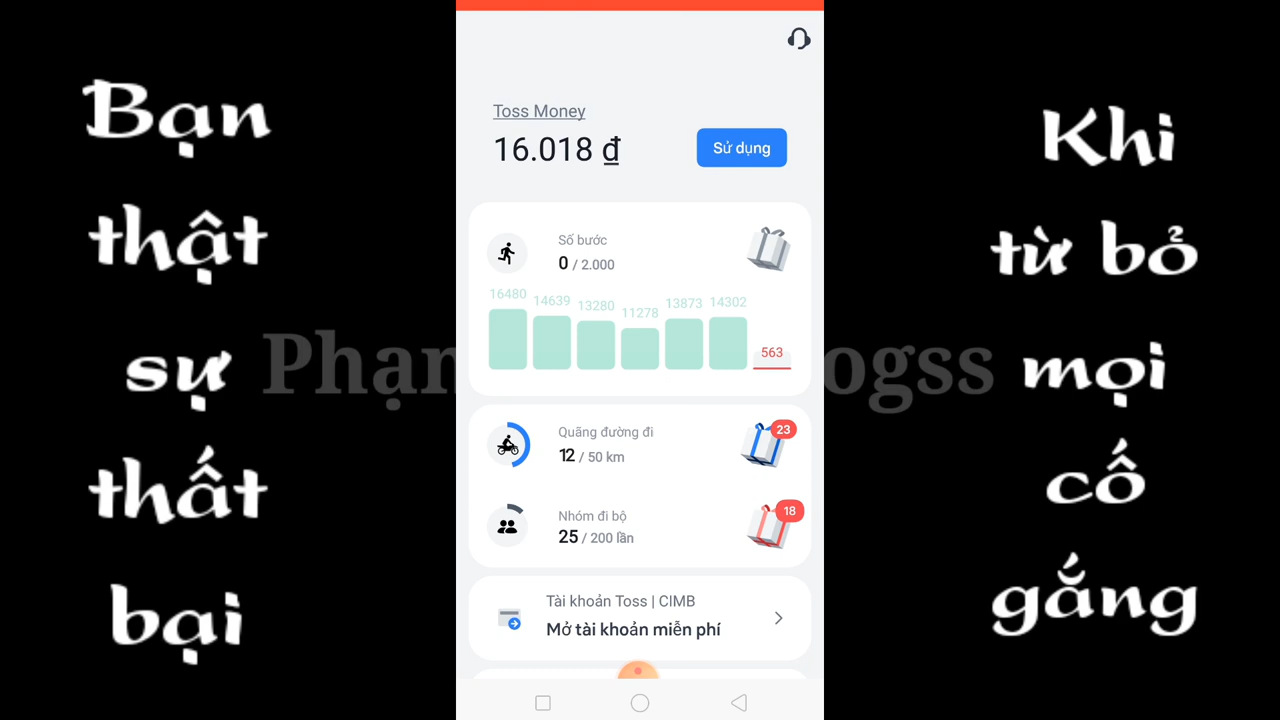 Bạn
thật
sự
thất
bại
Toss Money
16.018 ₫
Sử dụng
Số bước
0 / 2.000
16480 14639 13280 11278 13873 14302 563
Quãng đường đi
12 / 50 km
23
Nhóm đi bộ
25 / 200 lần
18
Tài khoản Toss | CIMB
Mở tài khoản miễn phí
Khi
từ bỏ
mọi
cố
gắng